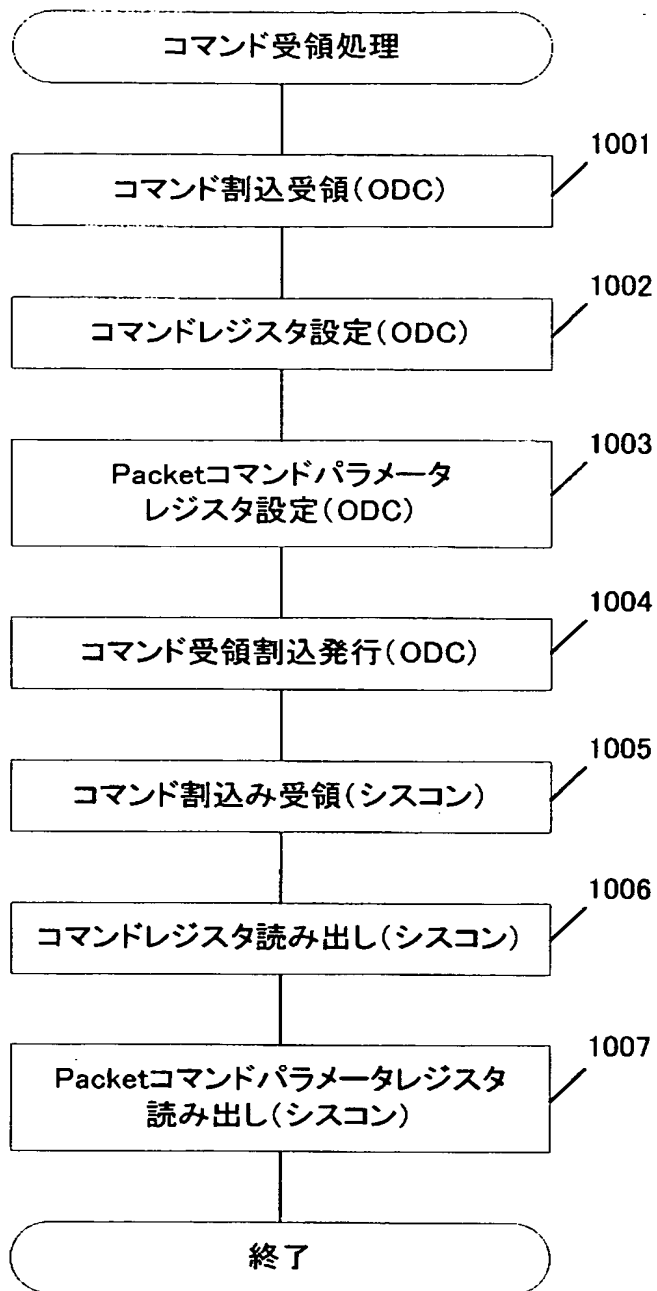 コマンド受領処理
1001
コマンド割込受領(ODC)
1002
コマンドレジスタ設定(ODC)
1003
Packetコマンドパラメータ
レジスタ設定(ODC)
1004
コマンド受領割込発行(ODC)
1005
コマンド割込み受領(シスコン)
1006
コマンドレジスタ読み出し(シスコン)
1007
Packetコマンドパラメータレジスタ
読み出し(シスコン)
終了